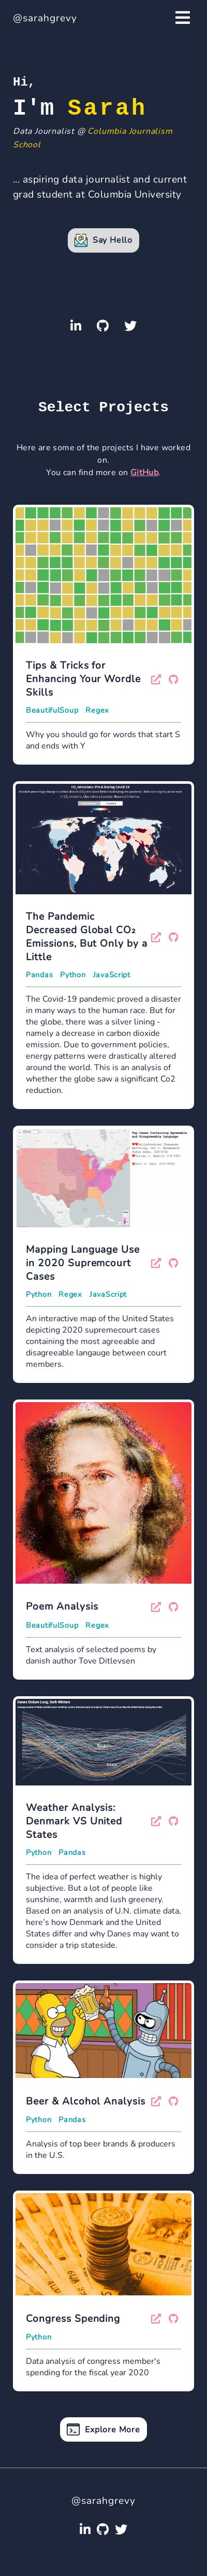 @sarahgrevy
Hi,
I'm Sarah
Data Journalist @ Columbia Journalism
School
... aspiring data journalist and current
grad student at Columbia University
Say Hello
Select Projects
Here are some of the projects I have worked
on.
You can find more on GitHub.
Tips & Tricks for
Enhancing Your Wordle
Skills
BeautifulSoup Regex
Why you should go for words that start S
and ends with Y
The Pandemic
Decreased Global CO₂
Emissions, But Only by a
Little
Pandas Python JavaScript
The Covid-19 pandemic proved a disaster
in many ways to the human race. But for
the globe, there was a silver lining -
namely a decrease in carbon dioxide
emission. Due to government policies,
energy patterns were drastically altered
around the world. This is an analysis of
whether the globe saw a significant Co2
reduction.
Mapping Language Use
in 2020 Supremcourt
Cases
Python Regex JavaScript
An interactive map of the United States
depicting 2020 supremecourt cases
containing the most agreeable and
disagreeable langauge between court
members.
Poem Analysis
BeautifulSoup Regex
Text analysis of selected poems by
danish author Tove Ditlevsen
Danes Endure Long, Dark Winters
Weather Analysis:
Denmark VS United
States
Python Pandas
The idea of perfect weather is highly
subjective. But a lot of people like
sunshine, warmth and lush greenery.
Based on an analysis of U.N. climate data,
here's how Denmark and the United
States differ and why Danes may want to
consider a trip stateside.
Beer & Alcohol Analysis
Python Pandas
Analysis of top beer brands & producers
in the U.S.
Congress Spending
Python
Data analysis of congress member's
spending for the fiscal year 2020
Explore More
@sarahgrevy